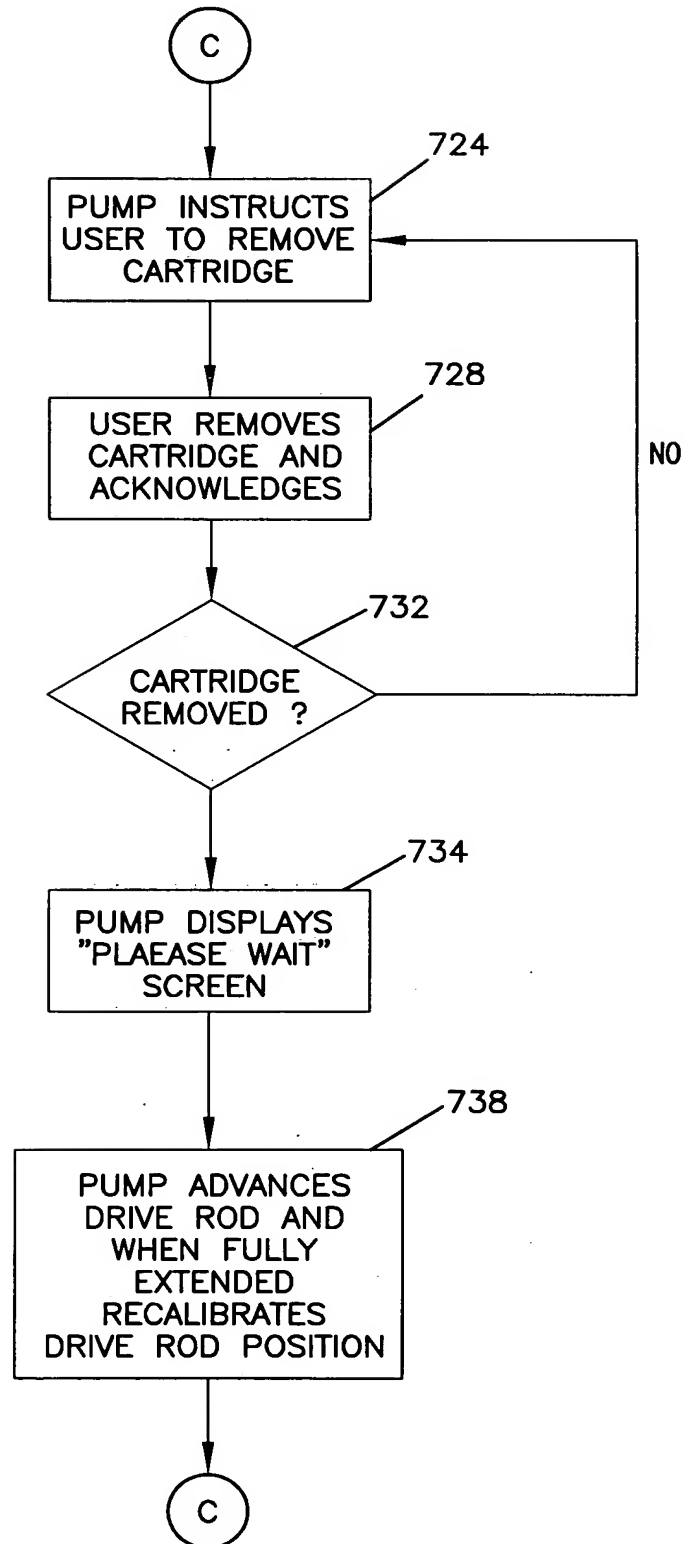 C
724
PUMP INSTRUCTS
USER TO REMOVE
CARTRIDGE
728
USER REMOVES
CARTRIDGE AND
ACKNOWLEDGES
NO
732
CARTRIDGE
REMOVED ?
734
PUMP DISPLAYS
"PLAEASE WAIT"
SCREEN
738
PUMP ADVANCES
DRIVE ROD AND
WHEN FULLY
EXTENDED
RECALIBRATES
DRIVE ROD POSITION
C